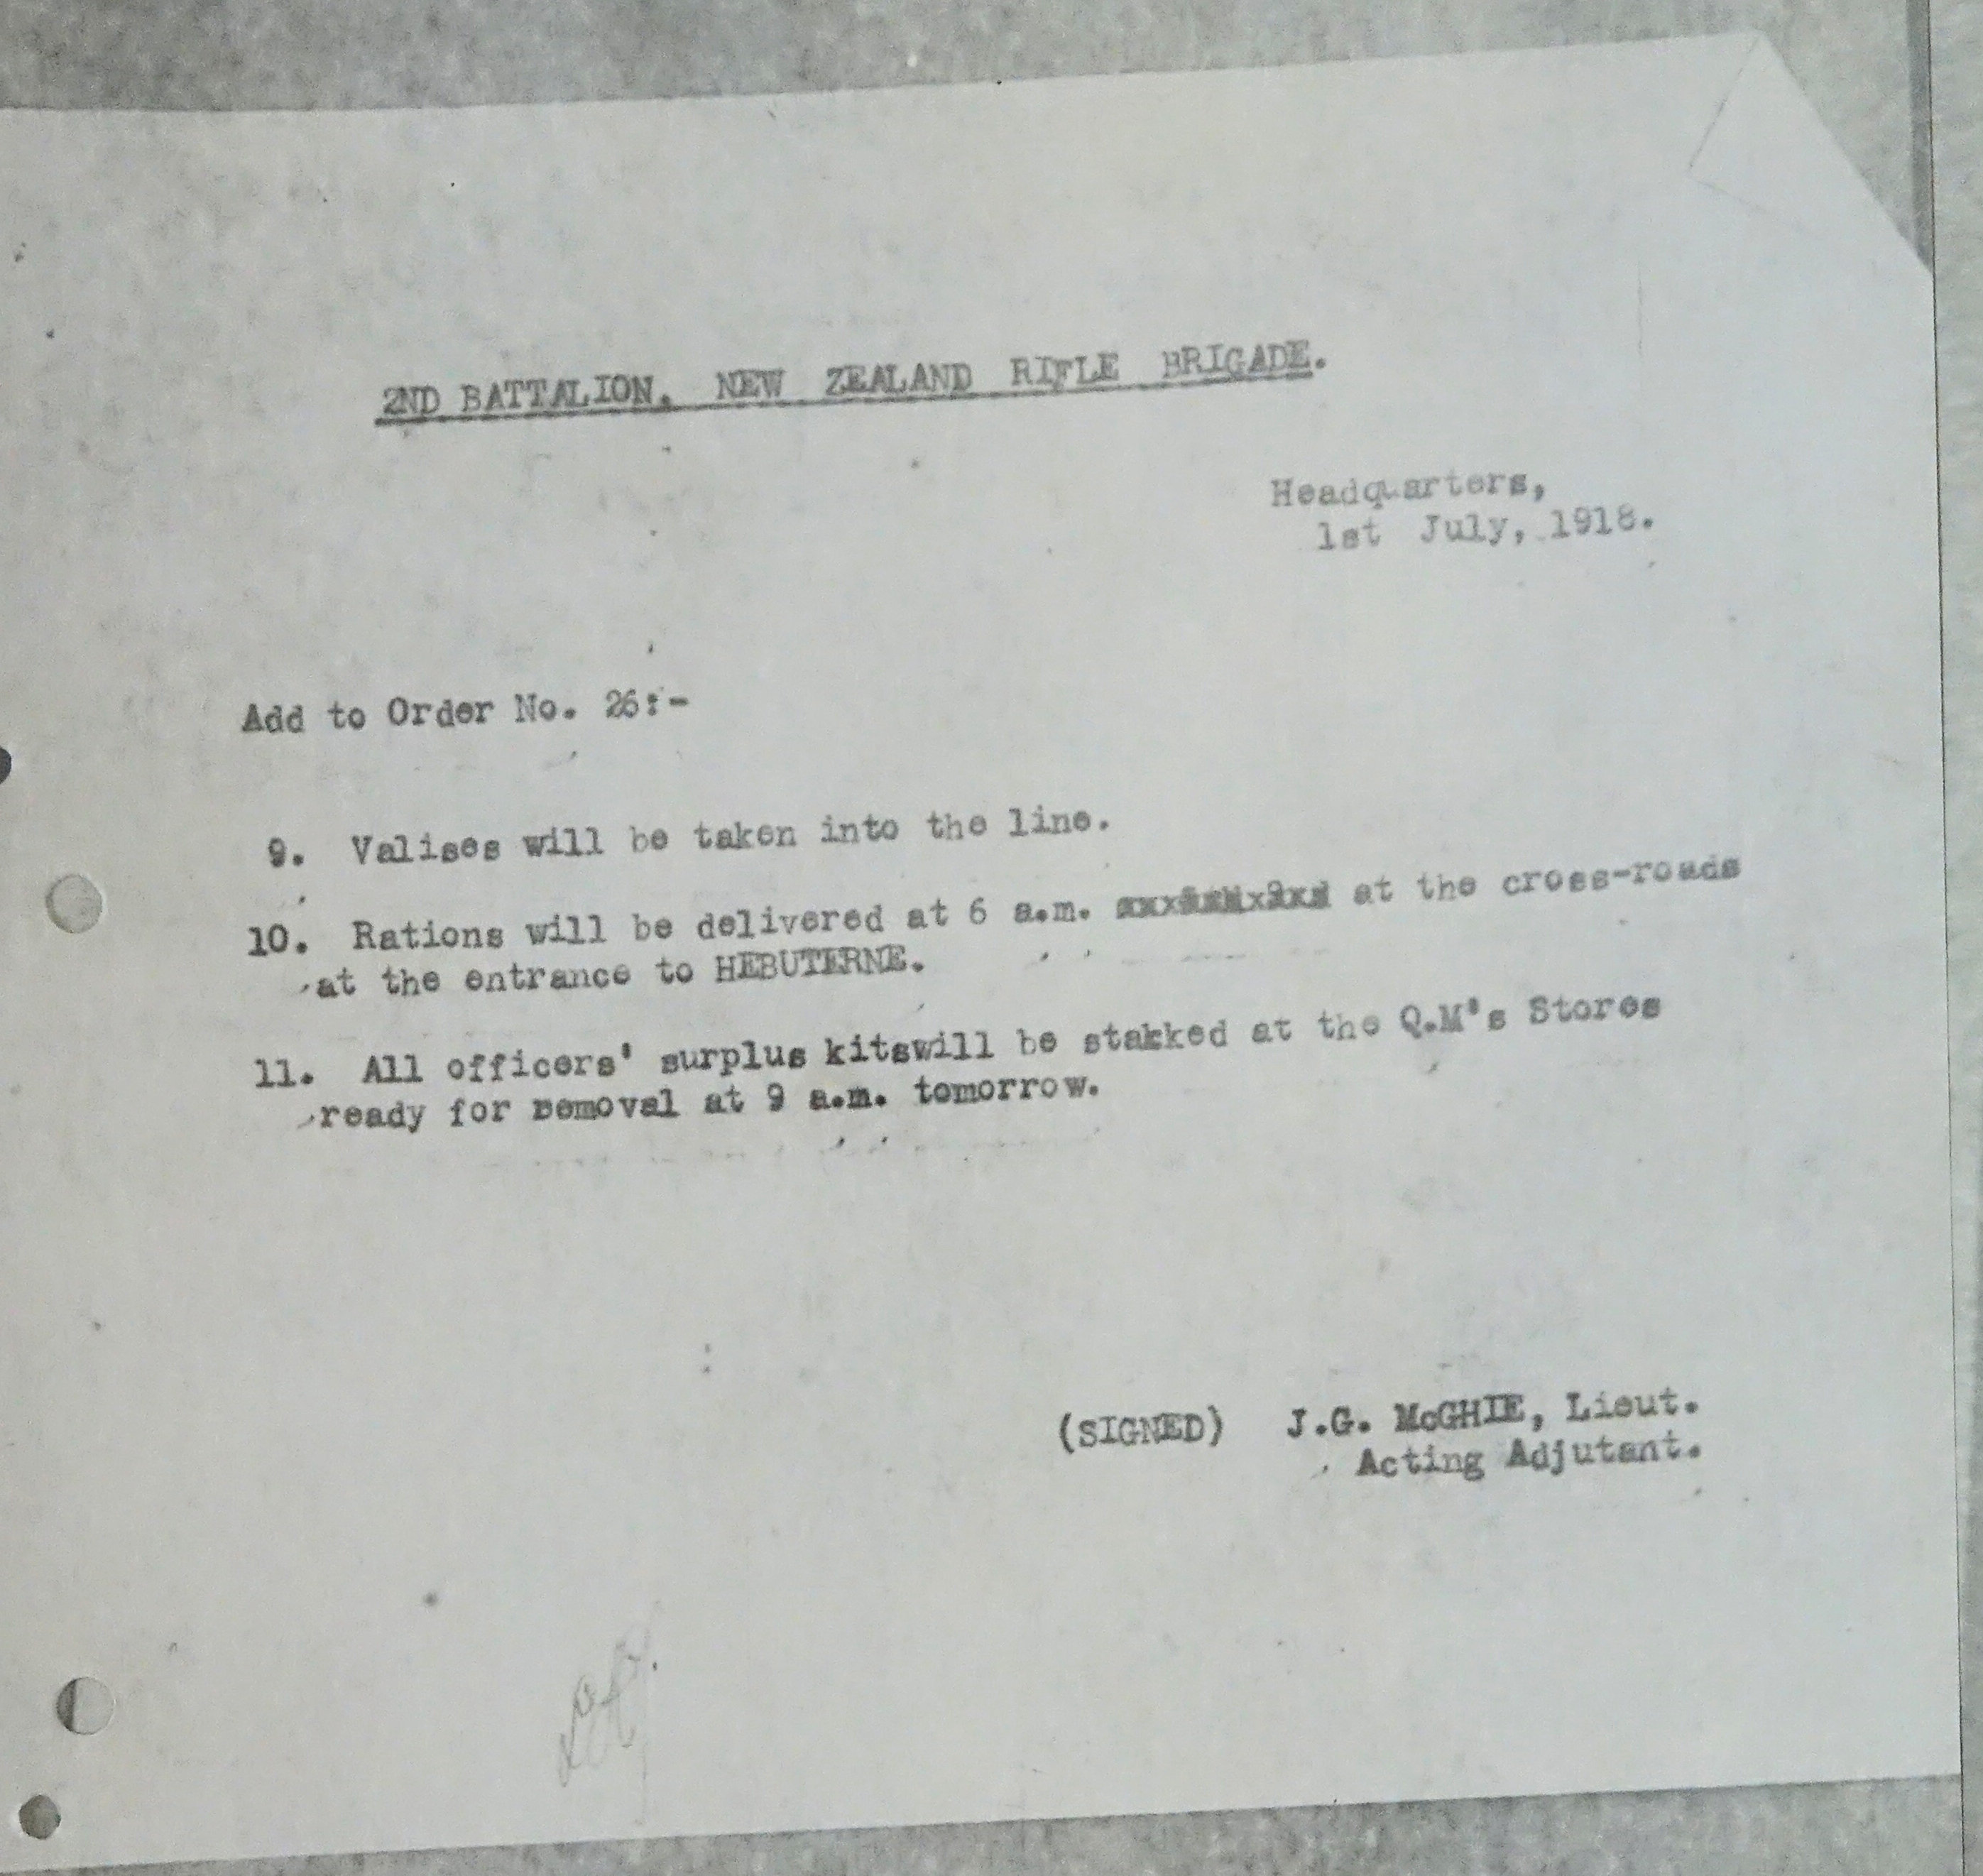 2ND BATTALION. NEW ZEALAND RIFLE BRIGADE.
Headquarters,
1st July, 1918.
Add to Order No. 26:-
9. Valises will be taken into the line.
10. Rations will be delivered at 6 a.m. at the cross-roads
at the entrance to HEBUTERNE.
11. All officers' surplus kitswill be stakked at the Q.M's Stores
ready for removal at 9 a.m. tomorrow.
(SIGNED) J.G. McGHIE, Lieut.
Acting Adjutant.